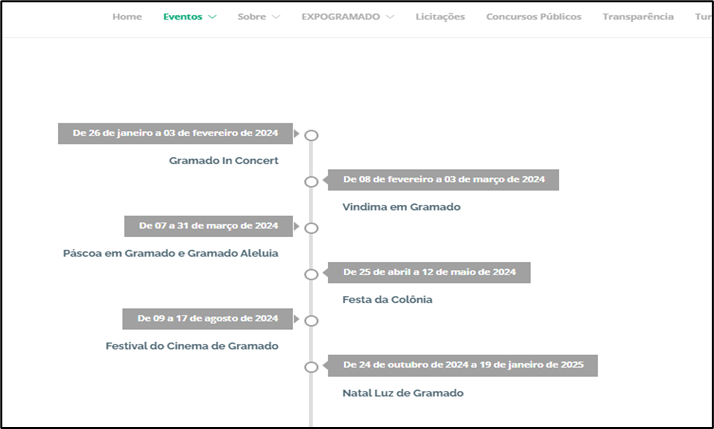 Home Eventos Sobre EXPOGRAMADO Licitações Concursos Públicos Transparência Tur
De 26 de janeiro a 03 de fevereiro de 2024
Gramado In Concert
De 08 de fevereiro a 03 de março de 2024
Vindima em Gramado
De 07 a 31 de março de 2024
Páscoa em Gramado e Gramado Aleluia
De 25 de abril a 12 de maio de 2024
Festa da Colônia
De 09 a 17 de agosto de 2024
Festival do Cinema de Gramado
De 24 de outubro de 2024 a 19 de janeiro de 2025
Natal Luz de Gramado